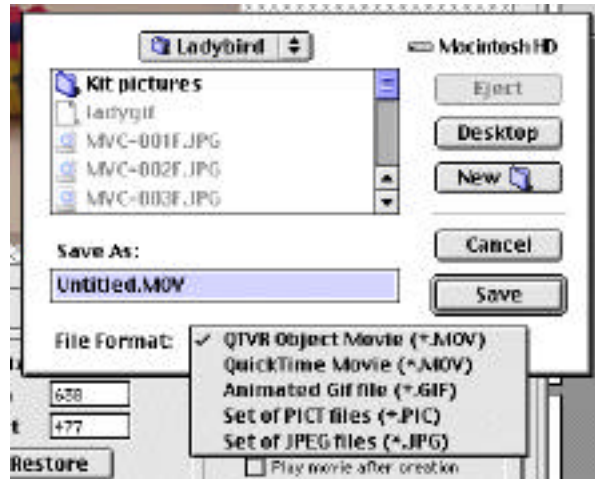 Ladybird
Macintosh HD
Kit pictures
ladygif
MVC-001F.JPG
MVC-002F.JPG
MVC-003F.JPG
Eject
Desktop
New
Save As:
Untitled.MOV
Cancel
Save
File Format:
✓ QTVR Object Movie (*.MOV)
QuickTime Movie (*.MOV)
Animated Gif file (*.GIF)
Set of PICT files (*.PIC)
Set of JPEG files (*.JPG)
638
477
Restore
Play movie after creation